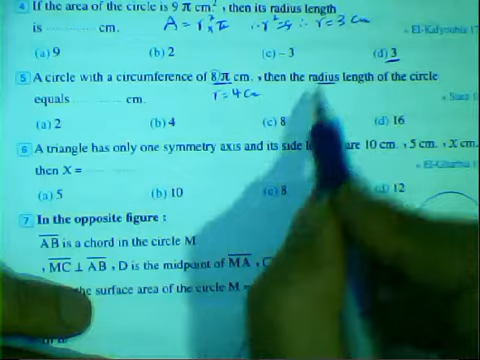 4 If the area of the circle is 9 π cm², then its radius length
is ............ cm. A = r² × π ∴ r² = 9 ∴ r = 3 cm
(a) 9 (b) 2 (c) – 3 (d) 3
5 A circle with a circumference of 8 π cm. , then the radius length of the circle
equals ............ cm. r = 4 cm
(a) 2 (b) 4 (c) 8 (d) 16
6 A triangle has only one symmetry axis and its side are 10 cm. , 5 cm. , X cm.
then X = ............
(a) 5 (b) 10 (c) 8 (d) 12
7 In the opposite figure :
AB is a chord in the circle M
, MC ⊥ AB , D is the midpoint of MA ,
the surface area of the circle M =